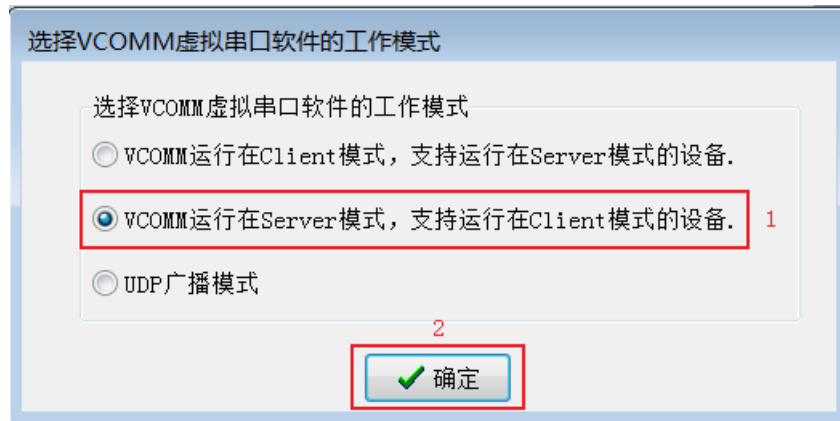 选择VCOMM虚拟串口软件的工作模式
选择VCOMM虚拟串口软件的工作模式
VCOMM运行在Client模式，支持运行在Server模式的设备.
VCOMM运行在Server模式，支持运行在Client模式的设备. 1
UDP广播模式
2
确定